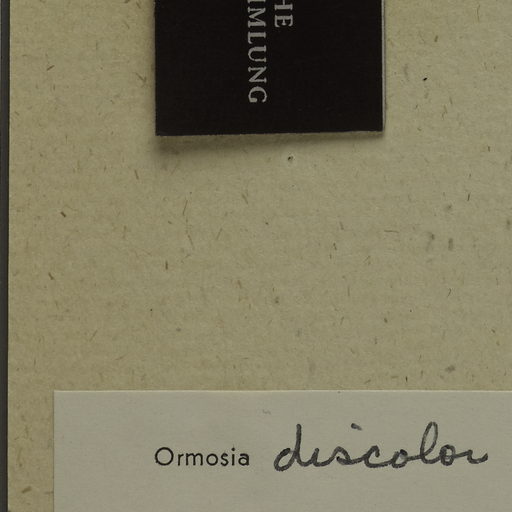 HE
MLUNG
Ormosia discolor